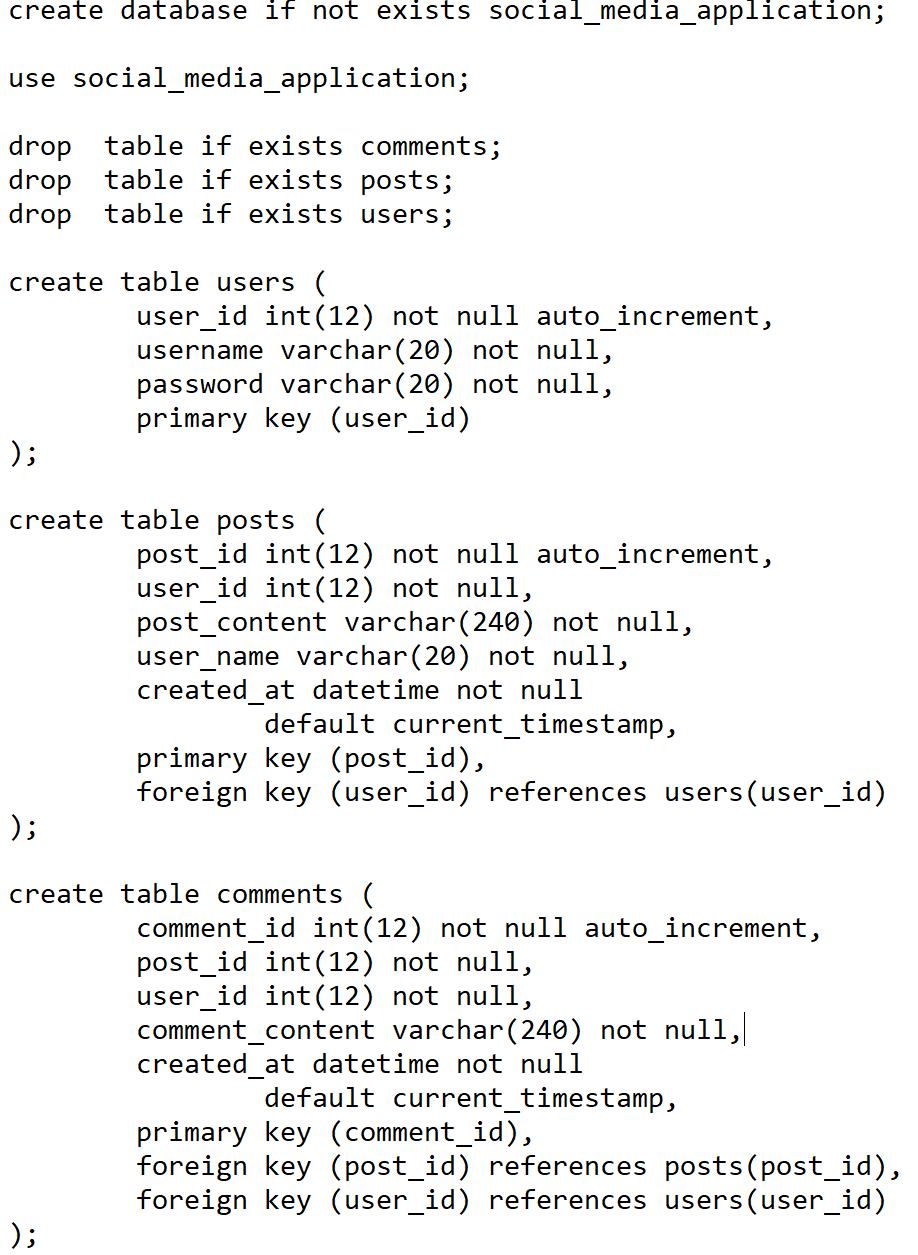 create database if not exists social_media_application;
use social_media_application;
drop  table if exists comments;
drop  table if exists posts;
drop  table if exists users;
create table users (
        user_id int(12) not null auto_increment,
        username varchar(20) not null,
        password varchar(20) not null,
        primary key (user_id)
);
create table posts (
        post_id int(12) not null auto_increment,
        user_id int(12) not null,
        post_content varchar(240) not null,
        user_name varchar(20) not null,
        created_at datetime not null
                default current_timestamp,
        primary key (post_id),
        foreign key (user_id) references users(user_id)
);
create table comments (
        comment_id int(12) not null auto_increment,
        post_id int(12) not null,
        user_id int(12) not null,
        comment_content varchar(240) not null,
        created_at datetime not null
                default current_timestamp,
        primary key (comment_id),
        foreign key (post_id) references posts(post_id),
        foreign key (user_id) references users(user_id)
);